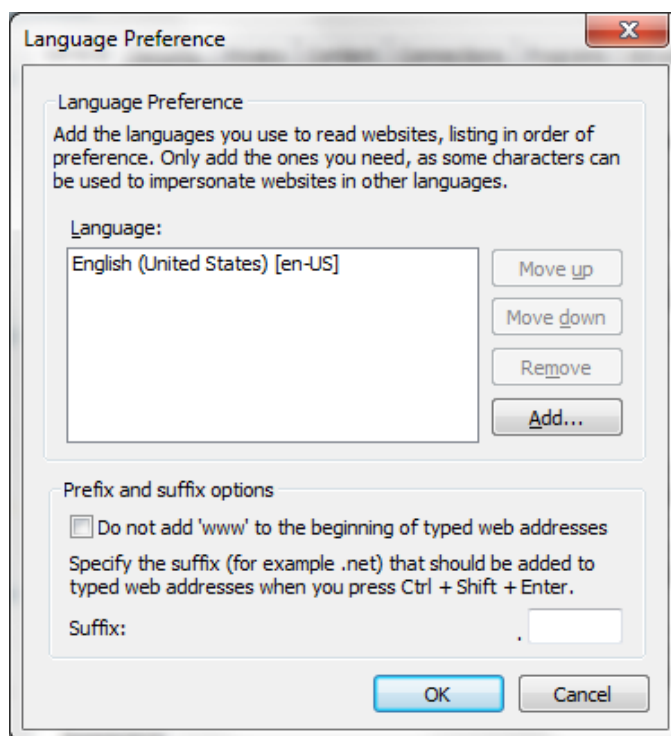 Language Preference
Language Preference
Add the languages you use to read websites, listing in order of
preference. Only add the ones you need, as some characters can
be used to impersonate websites in other languages.
Language:
English (United States) [en-US]
Move up
Move down
Remove
Add...
Prefix and suffix options
Do not add 'www' to the beginning of typed web addresses
Specify the suffix (for example .net) that should be added to
typed web addresses when you press Ctrl + Shift + Enter.
Suffix: .
OK Cancel